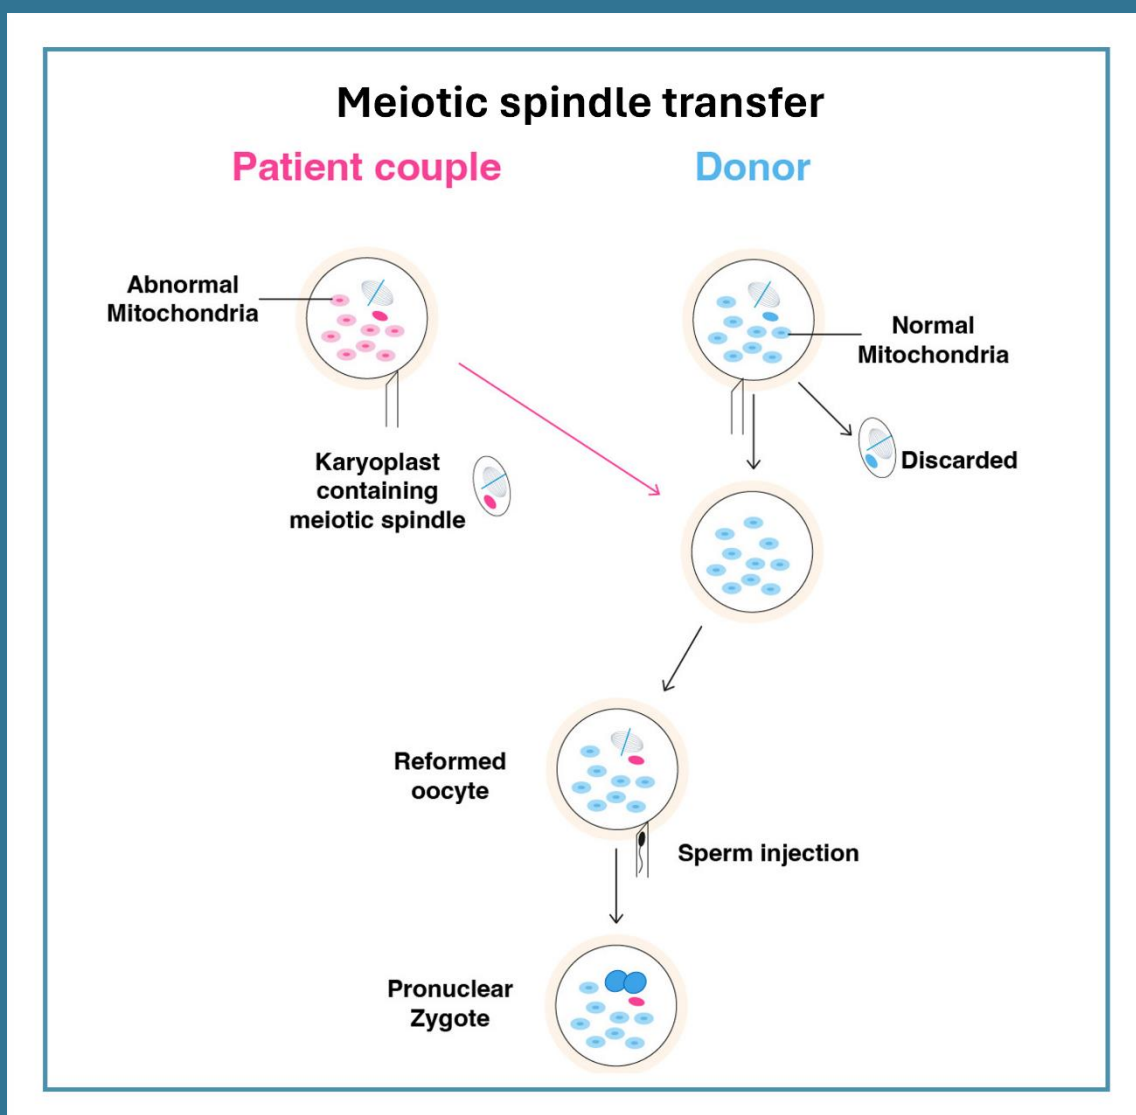 Meiotic spindle transfer
Patient couple
Donor
Abnormal
Mitochondria
Normal
Mitochondria
Karyoplast
containing
meiotic spindle
Discarded
Reformed
oocyte
Sperm injection
Pronuclear
Zygote